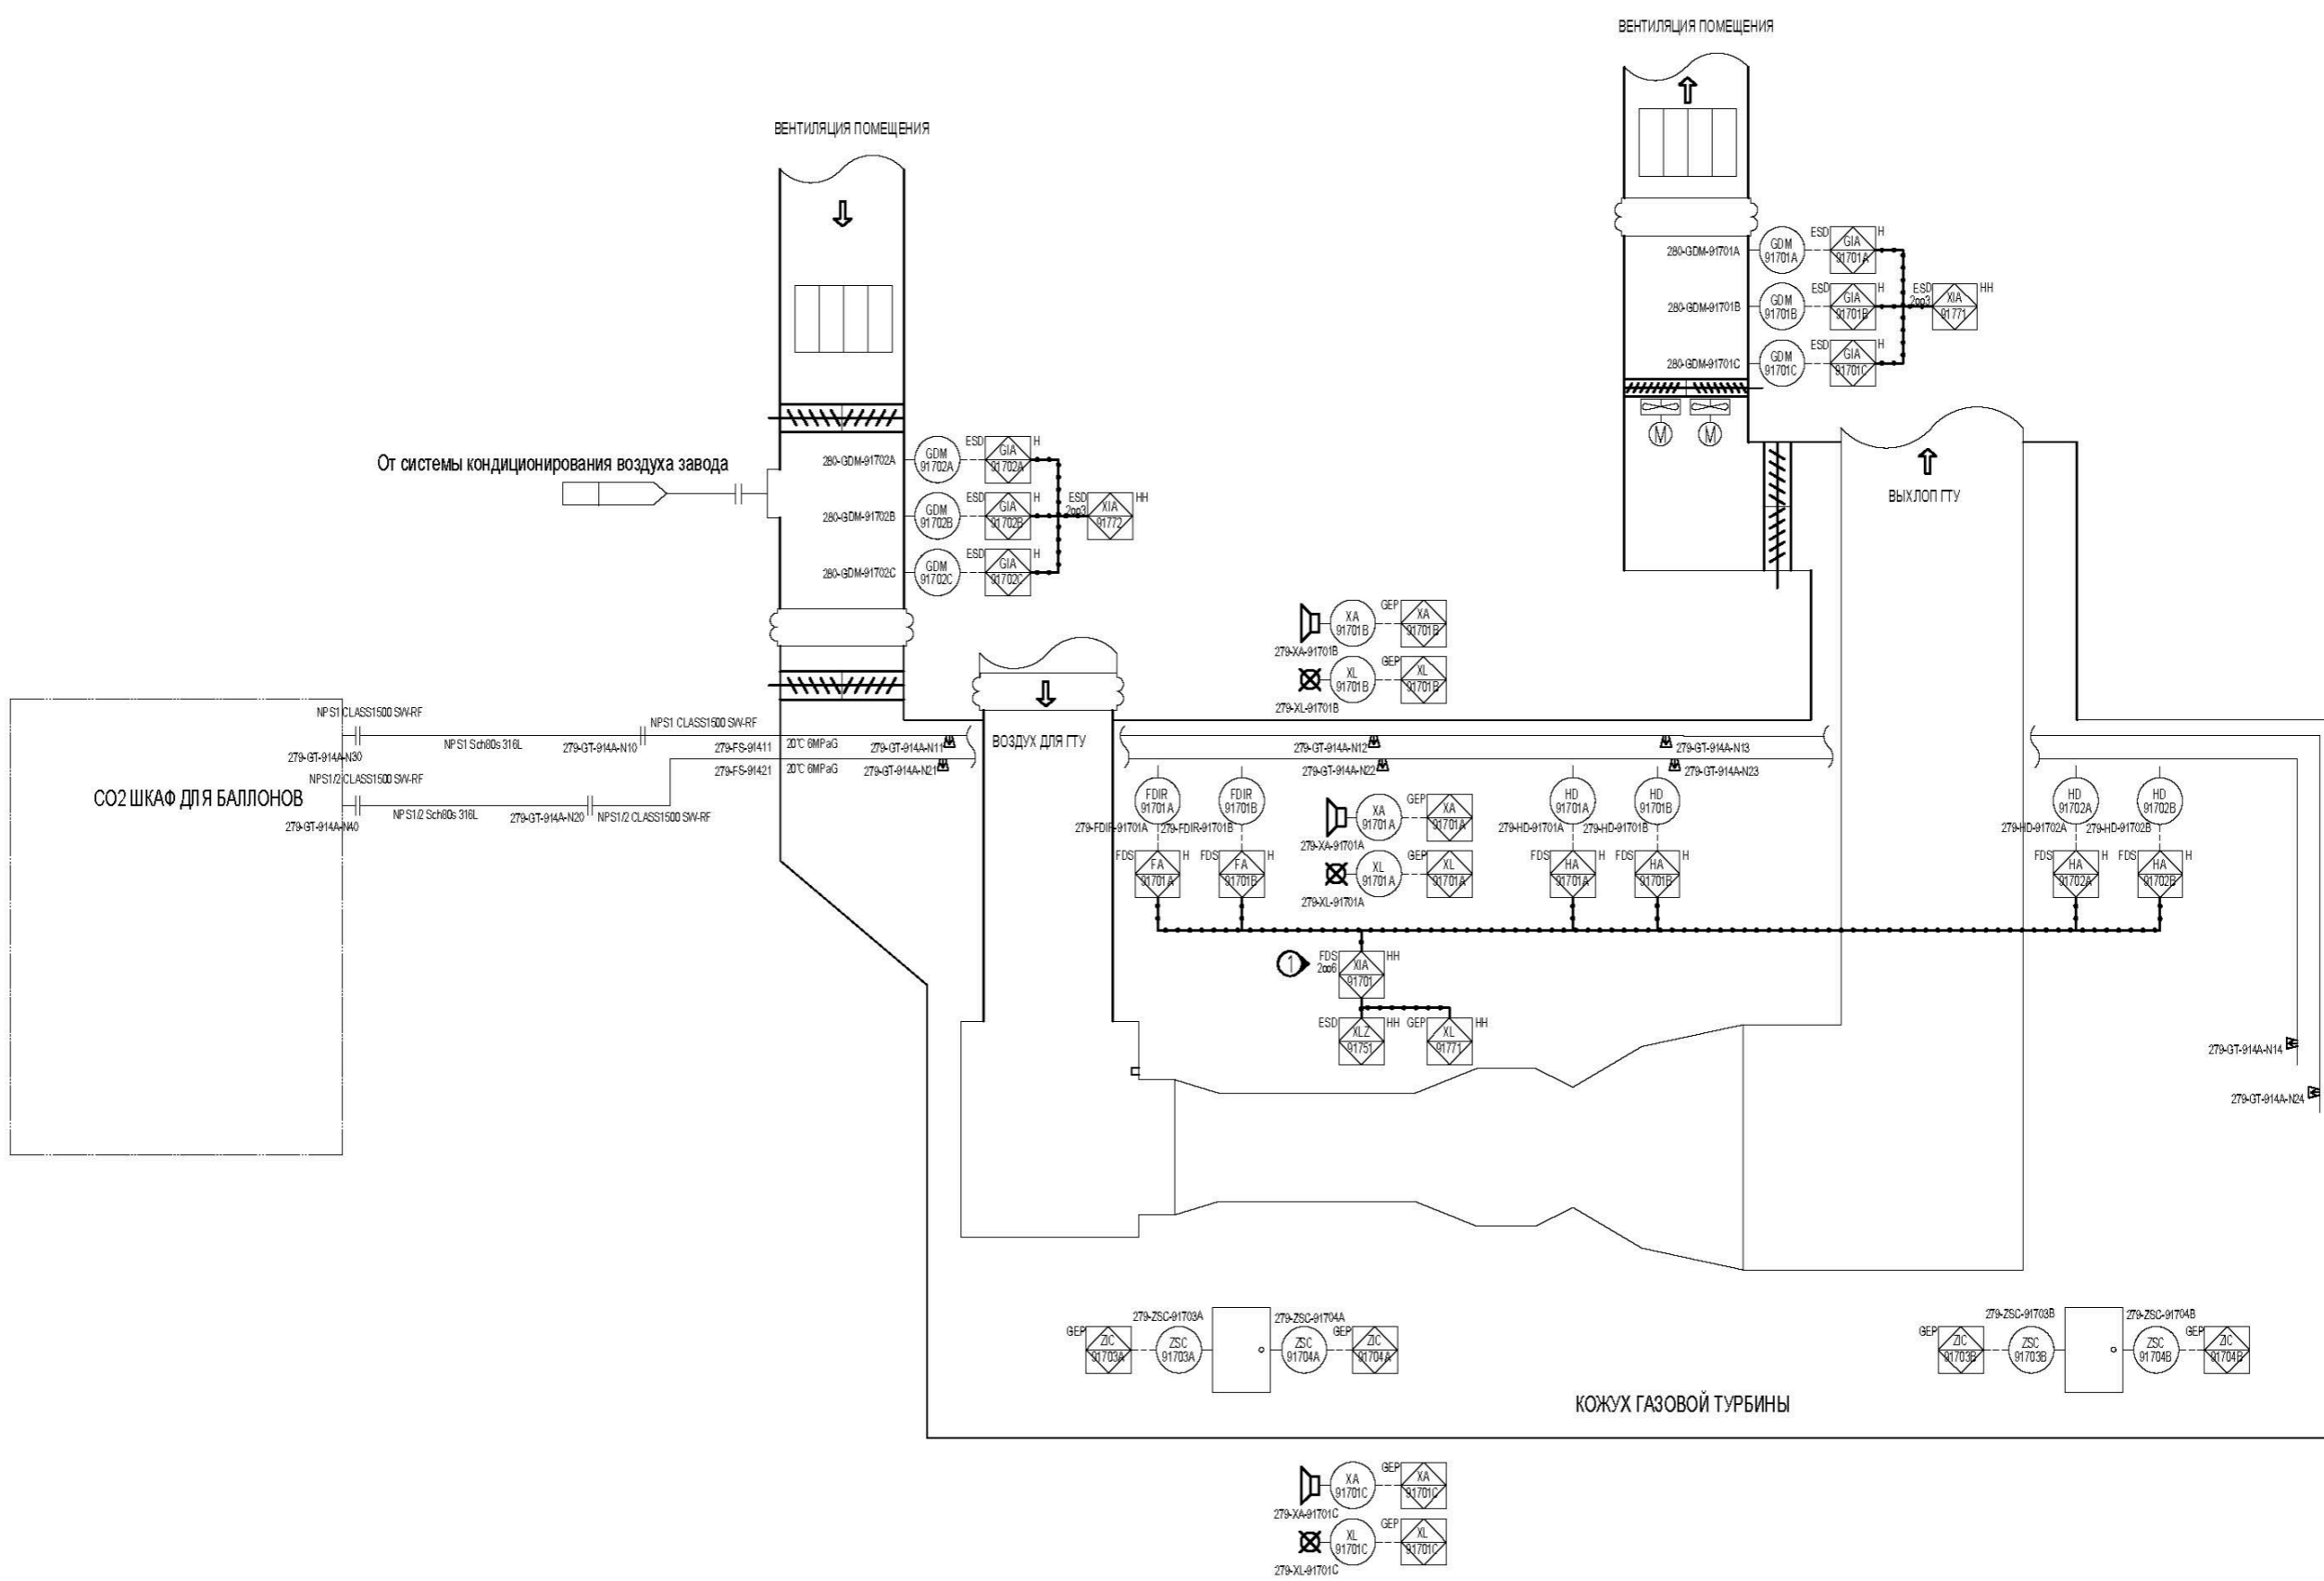 ВЕНТИЛЯЦИЯ ПОМЕЩЕНИЯ
ВЕНТИЛЯЦИЯ ПОМЕЩЕНИЯ
280-GDM-91701A
GDM
91701A
ESD
GIA
91701A
H
280-GDM-91701B
GDM
91701B
ESD
GIA
91701B
H
ESD
2oo3
XIA
91771
HH
280-GDM-91701C
GDM
91701C
ESD
GIA
91701C
H
M
M
От системы кондиционирования воздуха завода
280-GDM-91702A
GDM
91702A
ESD
GIA
91702A
H
280-GDM-91702B
GDM
91702B
ESD
GIA
91702B
H
ESD
2oo3
XIA
91772
HH
280-GDM-91702C
GDM
91702C
ESD
GIA
91702C
H
ВЫХЛОП ГТУ
XA
91701B
GEP
XA
91701B
279-XA-91701B
XL
91701B
GEP
XL
91701B
279-XL-91701B
NPS1 CLASS1500 SW-RF
NPS1 CLASS1500 SW-RF
NPS1 Sch80s 316L
279-GT-914A-N10
279-FS-91411
20℃ 6MPaG
279-GT-914A-N11
ВОЗДУХ ДЛЯ ГТУ
279-GT-914A-N12
279-GT-914A-N13
279-GT-914A-N30
279-FS-91421
20℃ 6MPaG
279-GT-914A-N21
279-GT-914A-N22
279-GT-914A-N23
NPS1/2 CLASS1500 SW-RF
CO2 ШКАФ ДЛЯ БАЛЛОНОВ
NPS1/2 Sch80s 316L
279-GT-914A-N20
NPS1/2 CLASS1500 SW-RF
279-GT-914A-N40
FDIR
91701A
FDIR
91701B
XA
91701A
GEP
XA
91701A
HD
91701A
HD
91701B
HD
91702A
HD
91702B
279-FDIR-91701A
279-FDIR-91701B
279-XA-91701A
279-HD-91701A
279-HD-91701B
279-HD-91702A
279-HD-91702B
FDS
FA
91701A
H
FDS
FA
91701B
H
XL
91701A
GEP
XL
91701A
279-XL-91701A
FDS
HA
91701A
H
FDS
HA
91701B
H
FDS
HA
91702A
H
FDS
HA
91702B
H
1
FDS
2oo6
XIA
91701
HH
ESD
XLZ
91751
HH
GEP
XL
91771
HH
279-GT-914A-N14
279-GT-914A-N24
279-ZSC-91703A
279-ZSC-91704A
GEP
ZIC
91703A
ZSC
91703A
ZSC
91704A
GEP
ZIC
91704A
279-ZSC-91703B
279-ZSC-91704B
GEP
ZIC
91703B
ZSC
91703B
ZSC
91704B
GEP
ZIC
91704B
КОЖУХ ГАЗОВОЙ ТУРБИНЫ
XA
91701C
GEP
XA
91701C
279-XA-91701C
XL
91701C
GEP
XL
91701C
279-XL-91701C